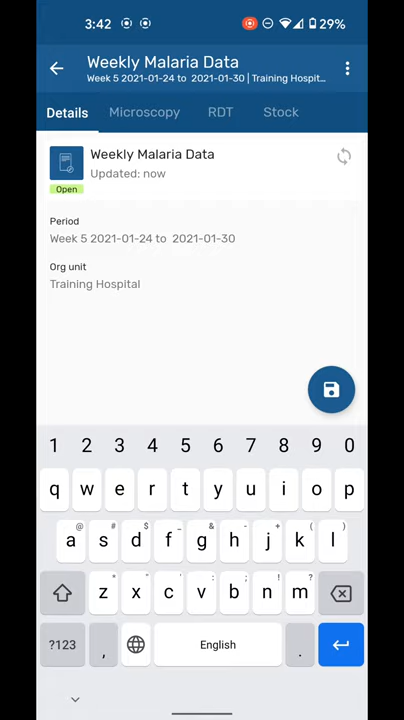 3:42 29%
Weekly Malaria Data
Week 5 2021-01-24 to 2021-01-30 | Training Hospit...
Details Microscopy RDT Stock
Weekly Malaria Data
Updated: now
Open
Period
Week 5 2021-01-24 to 2021-01-30
Org unit
Training Hospital
1 2 3 4 5 6 7 8 9 0
q w e r t y u i o p
@ # $ _ & - + ( )
a s d f g h j k l
* " ' : ; ! ?
z x c v b n m
?123 , English .